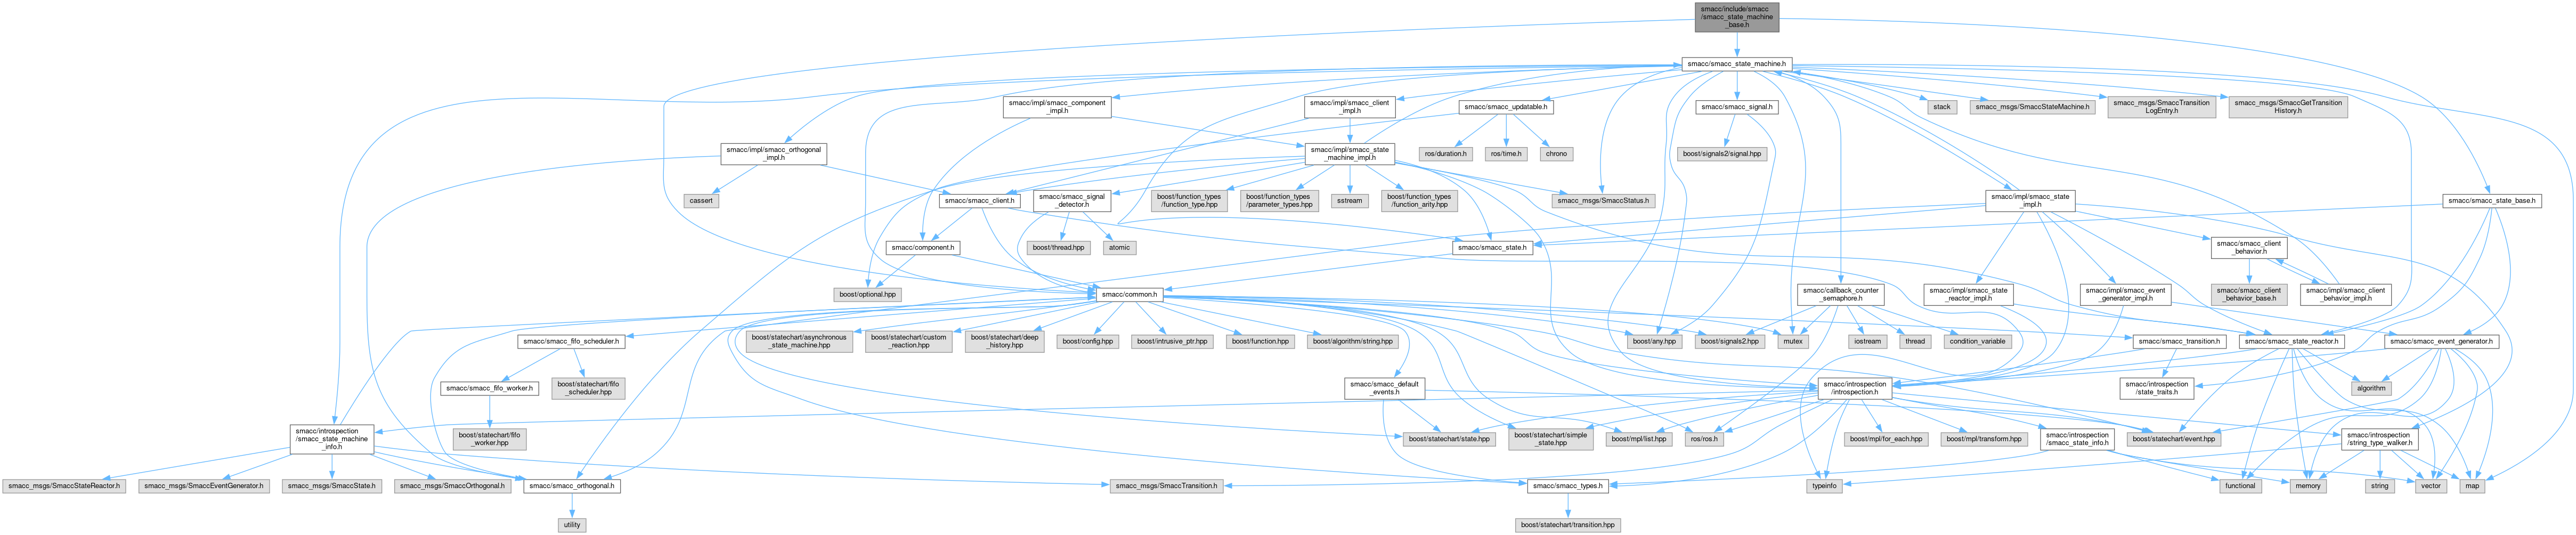 smacc/include/smacc
/smacc_state_machine
_base.h
smacc/smacc_state_machine.h
smacc/impl/smacc_component
_impl.h
smacc/impl/smacc_client
_impl.h
smacc/smacc_updatable.h
smacc/smacc_signal.h
stack
smacc_msgs/SmaccStateMachine.h
smacc_msgs/SmaccTransition
LogEntry.h
smacc_msgs/SmaccGetTransition
History.h
smacc/impl/smacc_orthogonal
_impl.h
smacc/impl/smacc_state
_machine_impl.h
ros/duration.h
ros/time.h
chrono
boost/signals2/signal.hpp
cassert
smacc/smacc_client.h
smacc/smacc_signal
_detector.h
boost/function_types
/function_type.hpp
boost/function_types
/parameter_types.hpp
sstream
boost/function_types
/function_arity.hpp
smacc_msgs/SmaccStatus.h
smacc/impl/smacc_state
_impl.h
smacc/smacc_state_base.h
smacc/component.h
boost/thread.hpp
atomic
smacc/smacc_state.h
smacc/smacc_client
_behavior.h
boost/optional.hpp
smacc/common.h
smacc/callback_counter
_semaphore.h
smacc/impl/smacc_state
_reactor_impl.h
smacc/impl/smacc_event
_generator_impl.h
smacc/smacc_client
_behavior_base.h
smacc/impl/smacc_client
_behavior_impl.h
smacc/smacc_fifo_scheduler.h
boost/statechart/asynchronous
_state_machine.hpp
boost/statechart/custom
_reaction.hpp
boost/statechart/deep
_history.hpp
boost/config.hpp
boost/intrusive_ptr.hpp
boost/function.hpp
boost/algorithm/string.hpp
boost/any.hpp
boost/signals2.hpp
mutex
iostream
thread
condition_variable
smacc/smacc_transition.h
smacc/smacc_state_reactor.h
smacc/smacc_event_generator.h
smacc/smacc_fifo_worker.h
boost/statechart/fifo
_scheduler.hpp
smacc/smacc_default
_events.h
smacc/introspection
/introspection.h
smacc/introspection
/state_traits.h
algorithm
smacc/introspection
/smacc_state_machine
_info.h
boost/statechart/fifo
_worker.hpp
boost/statechart/state.hpp
boost/statechart/simple
_state.hpp
boost/mpl/list.hpp
ros/ros.h
boost/mpl/for_each.hpp
boost/mpl/transform.hpp
smacc/introspection
/smacc_state_info.h
boost/statechart/event.hpp
smacc/introspection
/string_type_walker.h
smacc_msgs/SmaccStateReactor.h
smacc_msgs/SmaccEventGenerator.h
smacc_msgs/SmaccState.h
smacc_msgs/SmaccOrthogonal.h
smacc/smacc_orthogonal.h
smacc_msgs/SmaccTransition.h
smacc/smacc_types.h
typeinfo
functional
memory
string
vector
map
utility
boost/statechart/transition.hpp